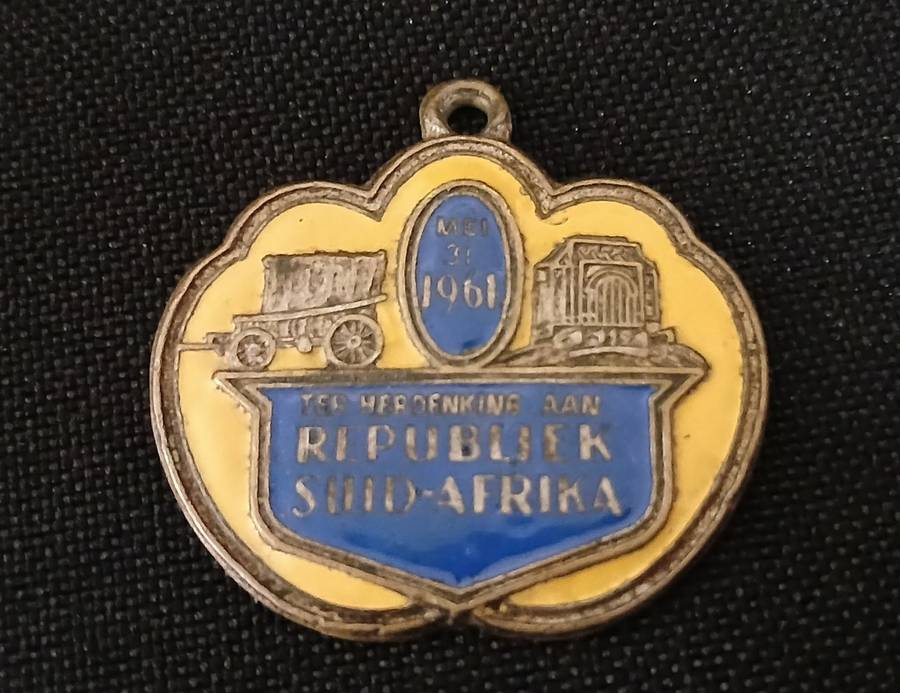 MEI
31
1961
TER HERDENKING AAN
REPUBLIEK
SUID-AFRIKA